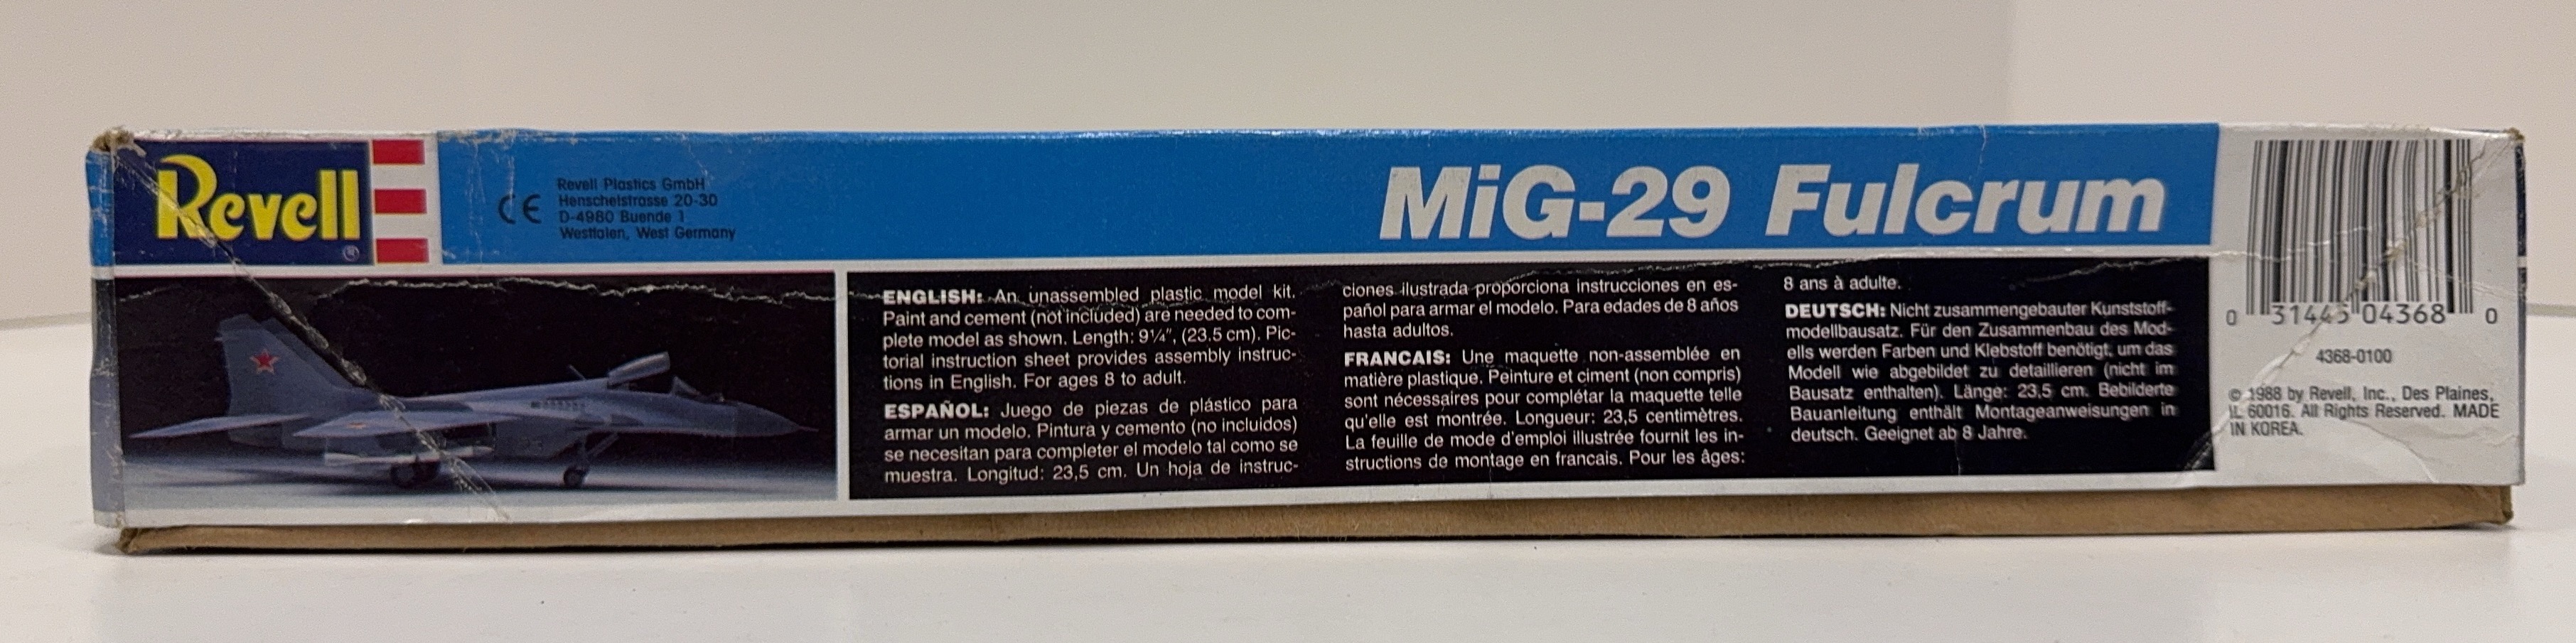 Revell
®
CE
Revell Plastics GmbH
Henschelstrasse 20-30
D-4980 Buende 1
Westfalen, West Germany
MiG-29 Fulcrum
ENGLISH: An unassembled plastic model kit.
Paint and cement (not included) are needed to com-
plete model as shown. Length: 9¼", (23.5 cm). Pic-
torial instruction sheet provides assembly instruc-
tions in English. For ages 8 to adult.
ESPAÑOL: Juego de piezas de plástico para
armar un modelo. Pintura y cemento (no incluidos)
se necesitan para completer el modelo tal como se
muestra. Longitud: 23,5 cm. Un hoja de instruc-
ciones ilustrada proporciona instrucciones en es-
pañol para armar el modelo. Para edades de 8 años
hasta adultos.
FRANCAIS: Une maquette non-assemblée en
matière plastique. Peinture et ciment (non compris)
sont nécessaires pour complétar la maquette telle
qu'elle est montrée. Longueur: 23,5 centimètres.
La feuille de mode d'emploi illustrée fournit les in-
structions de montage en francais. Pour les âges:
8 ans à adulte.
DEUTSCH: Nicht zusammengebauter Kunststoff-
modellbausatz. Für den Zusammenbau des Mod-
ells werden Farben und Klebstoff benötigt, um das
Modell wie abgebildet zu detaillieren (nicht im
Bausatz enthalten). Länge: 23,5 cm. Bebilderte
Bauanleitung enthält Montageanweisungen in
deutsch. Geeignet ab 8 Jahre.
0 31445 04368 0
4368-0100
© 1988 by Revell, Inc., Des Plaines,
IL 60016. All Rights Reserved. MADE
IN KOREA.